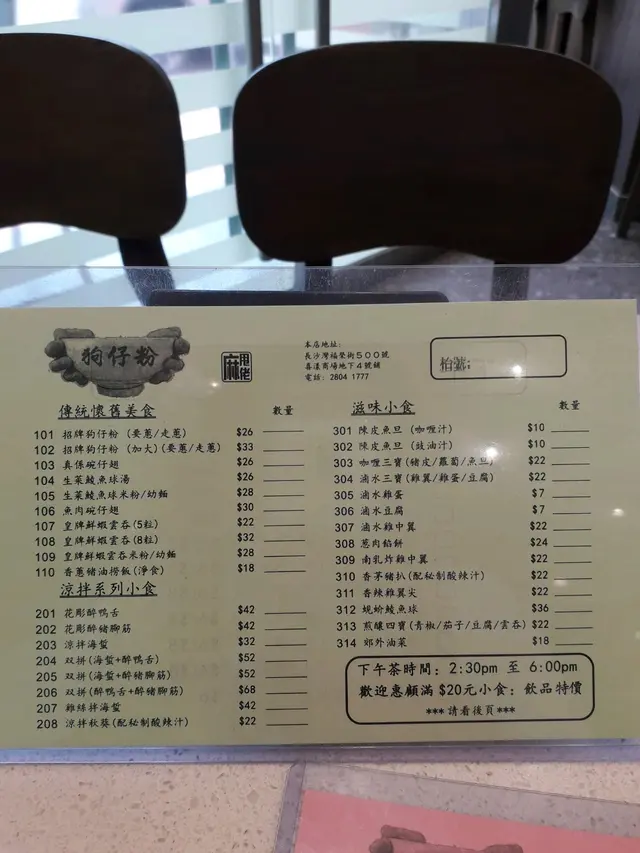 狗仔粉
麻甩佬
本店地址:
長沙灣福榮街500號
喜漾商場地下4號舖
電話: 2804 1777
枱號:
傳統懷舊美食 數量
101 招牌狗仔粉 (要蔥/走蔥) $26
102 招牌狗仔粉 (加大)(要蔥/走蔥) $33
103 真係碗仔翅 $26
104 生菜鯪魚球湯 $26
105 生菜鯪魚球米粉/幼麵 $28
106 魚肉碗仔翅 $30
107 皇牌鮮蝦雲吞(5粒) $22
108 皇牌鮮蝦雲吞(8粒) $32
109 皇牌鮮蝦雲吞米粉/幼麵 $28
110 香蔥豬油撈飯(淨食) $18
涼拌系列小食
201 花彫醉鴨舌 $42
202 花彫醉豬腳筋 $42
203 涼拌海蜇 $32
204 双拼(海蜇+醉鴨舌) $52
205 双拼(海蜇+醉豬腳筋) $52
206 双拼(醉鴨舌+醉豬腳筋) $68
207 雞絲拌海蜇 $42
208 涼拌秋葵(配秘制酸辣汁) $22
滋味小食 數量
301 陳皮魚旦 (咖喱汁) $10
302 陳皮魚旦 (豉油汁) $10
303 咖喱三寶(豬皮/蘿蔔/魚旦) $22
304 滷水三寶(雞翼/雞蛋/豆腐) $22
305 滷水雞蛋 $7
306 滷水豆腐 $7
307 滷水雞中翼 $22
308 蔥肉餡餅 $24
309 南乳炸雞中翼 $22
310 香茅豬扒(配秘制酸辣汁) $22
311 香辣雞翼尖 $22
312 蜆蚧鯪魚球 $36
313 煎釀四寶(青椒/茄子/豆腐/雲吞) $22
314 郊外油菜 $18
下午茶時間: 2:30pm 至 6:00pm
歡迎惠顧滿 $20元小食: 飲品特價
*** 請看後頁***